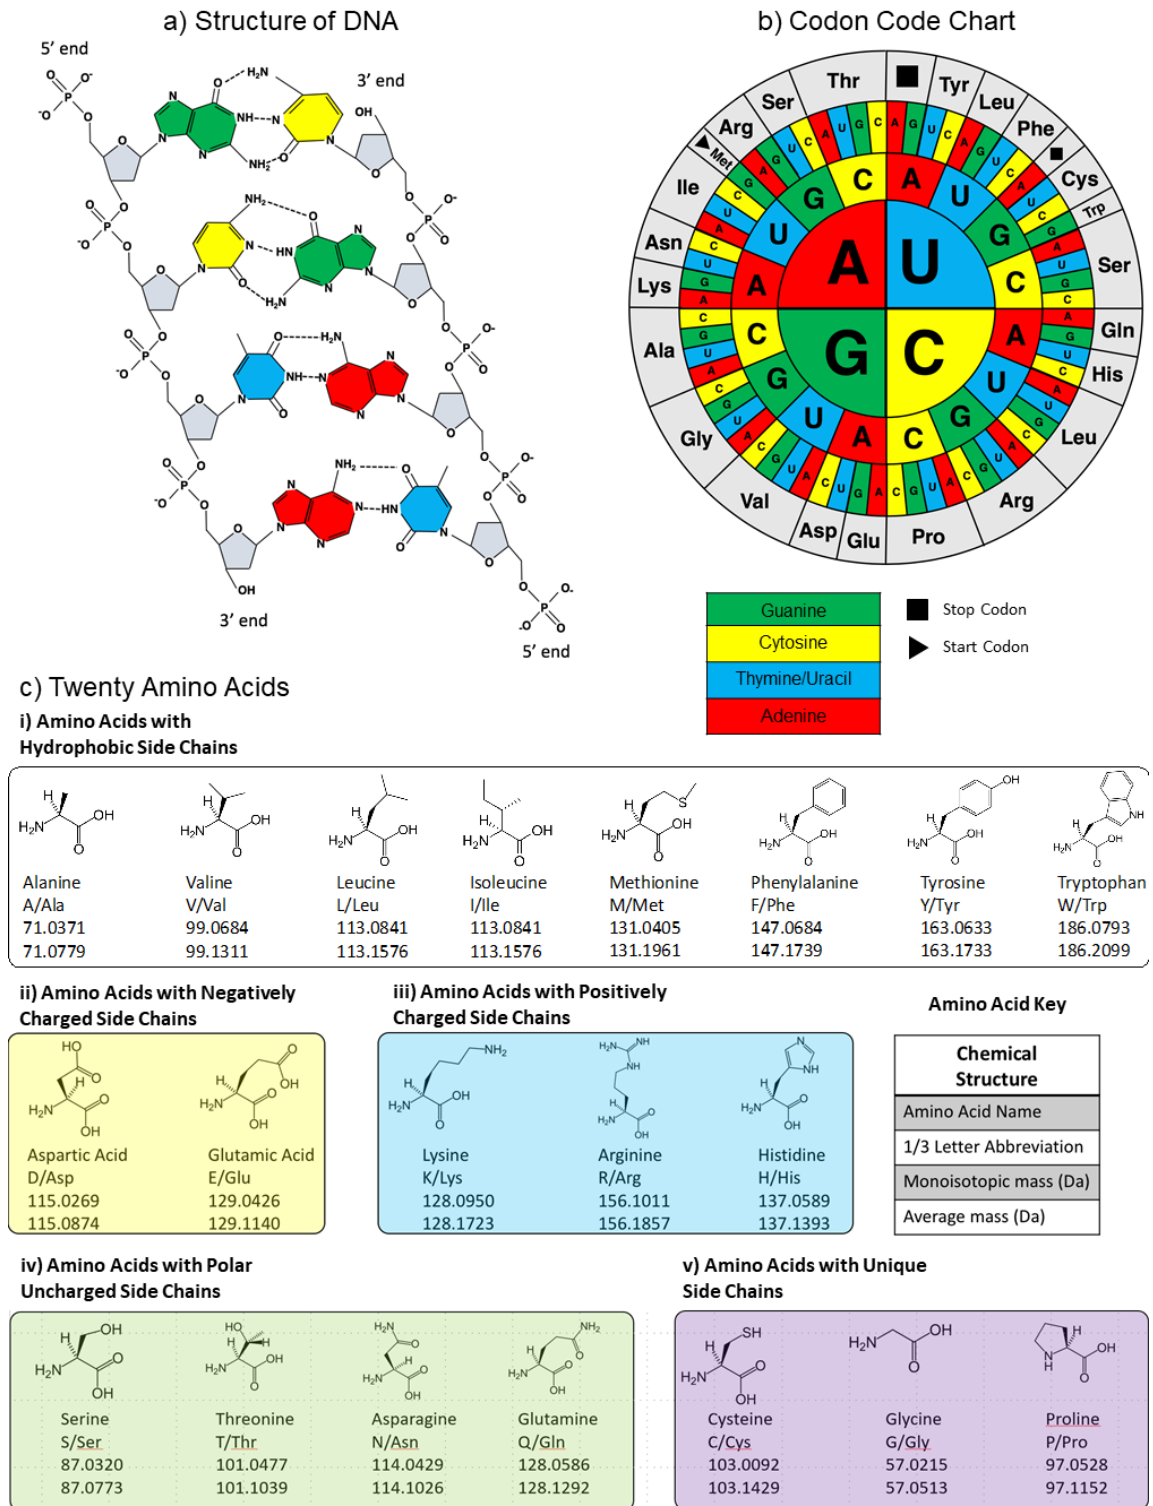 a) Structure of DNA
5' end
3' end
3' end
5' end
b) Codon Code Chart
Thr
Tyr
Leu
Phe
Cys
Trp
Ser
Gln
His
Leu
Arg
Pro
Glu
Asp
Val
Gly
Ala
Lys
Asn
Ile
Met
Arg
Ser
A U
G C
Guanine
Cytosine
Thymine/Uracil
Adenine
Stop Codon
Start Codon
c) Twenty Amino Acids
i) Amino Acids with
Hydrophobic Side Chains
Alanine
A/Ala
71.0371
71.0779
Valine
V/Val
99.0684
99.1311
Leucine
L/Leu
113.0841
113.1576
Isoleucine
I/Ile
113.0841
113.1576
Methionine
M/Met
131.0405
131.1961
Phenylalanine
F/Phe
147.0684
147.1739
Tyrosine
Y/Tyr
163.0633
163.1733
Tryptophan
W/Trp
186.0793
186.2099
ii) Amino Acids with Negatively
Charged Side Chains
Aspartic Acid
D/Asp
115.0269
115.0874
Glutamic Acid
E/Glu
129.0426
129.1140
iii) Amino Acids with Positively
Charged Side Chains
Lysine
K/Lys
128.0950
128.1723
Arginine
R/Arg
156.1011
156.1857
Histidine
H/His
137.0589
137.1393
Amino Acid Key
Chemical
Structure
Amino Acid Name
1/3 Letter Abbreviation
Monoisotopic mass (Da)
Average mass (Da)
iv) Amino Acids with Polar
Uncharged Side Chains
Serine
S/Ser
87.0320
87.0773
Threonine
T/Thr
101.0477
101.1039
Asparagine
N/Asn
114.0429
114.1026
Glutamine
Q/Gln
128.0586
128.1292
v) Amino Acids with Unique
Side Chains
Cysteine
C/Cys
103.0092
103.1429
Glycine
G/Gly
57.0215
57.0513
Proline
P/Pro
97.0528
97.1152